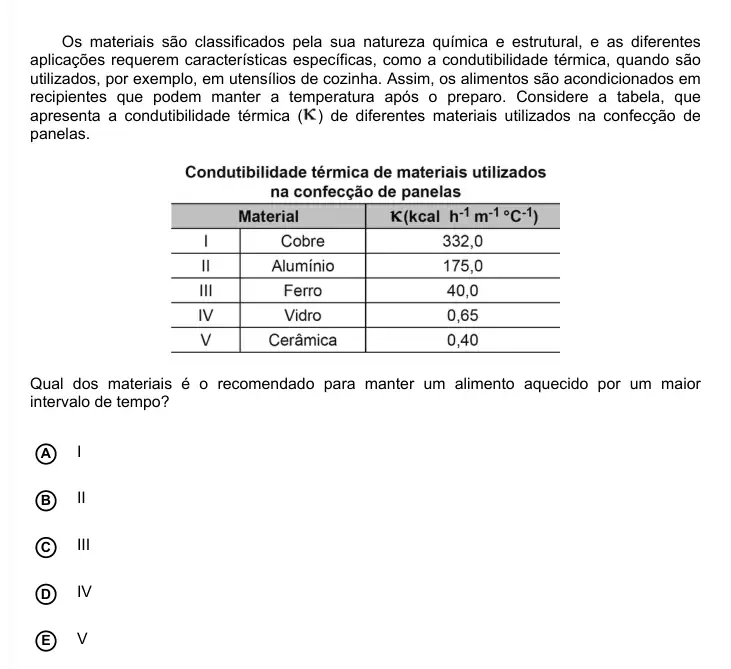 Os materiais são classificados pela sua natureza química e estrutural, e as diferentes
aplicações requerem características específicas, como a condutibilidade térmica, quando são
utilizados, por exemplo, em utensílios de cozinha. Assim, os alimentos são acondicionados em
recipientes que podem manter a temperatura após o preparo. Considere a tabela, que
apresenta a condutibilidade térmica (K) de diferentes materiais utilizados na confecção de
panelas.
Condutibilidade térmica de materiais utilizados
na confecção de panelas
Material K(kcal h⁻¹ m⁻¹ °C⁻¹)
I Cobre 332,0
II Alumínio 175,0
III Ferro 40,0
IV Vidro 0,65
V Cerâmica 0,40
Qual dos materiais é o recomendado para manter um alimento aquecido por um maior
intervalo de tempo?
A I
B II
C III
D IV
E V